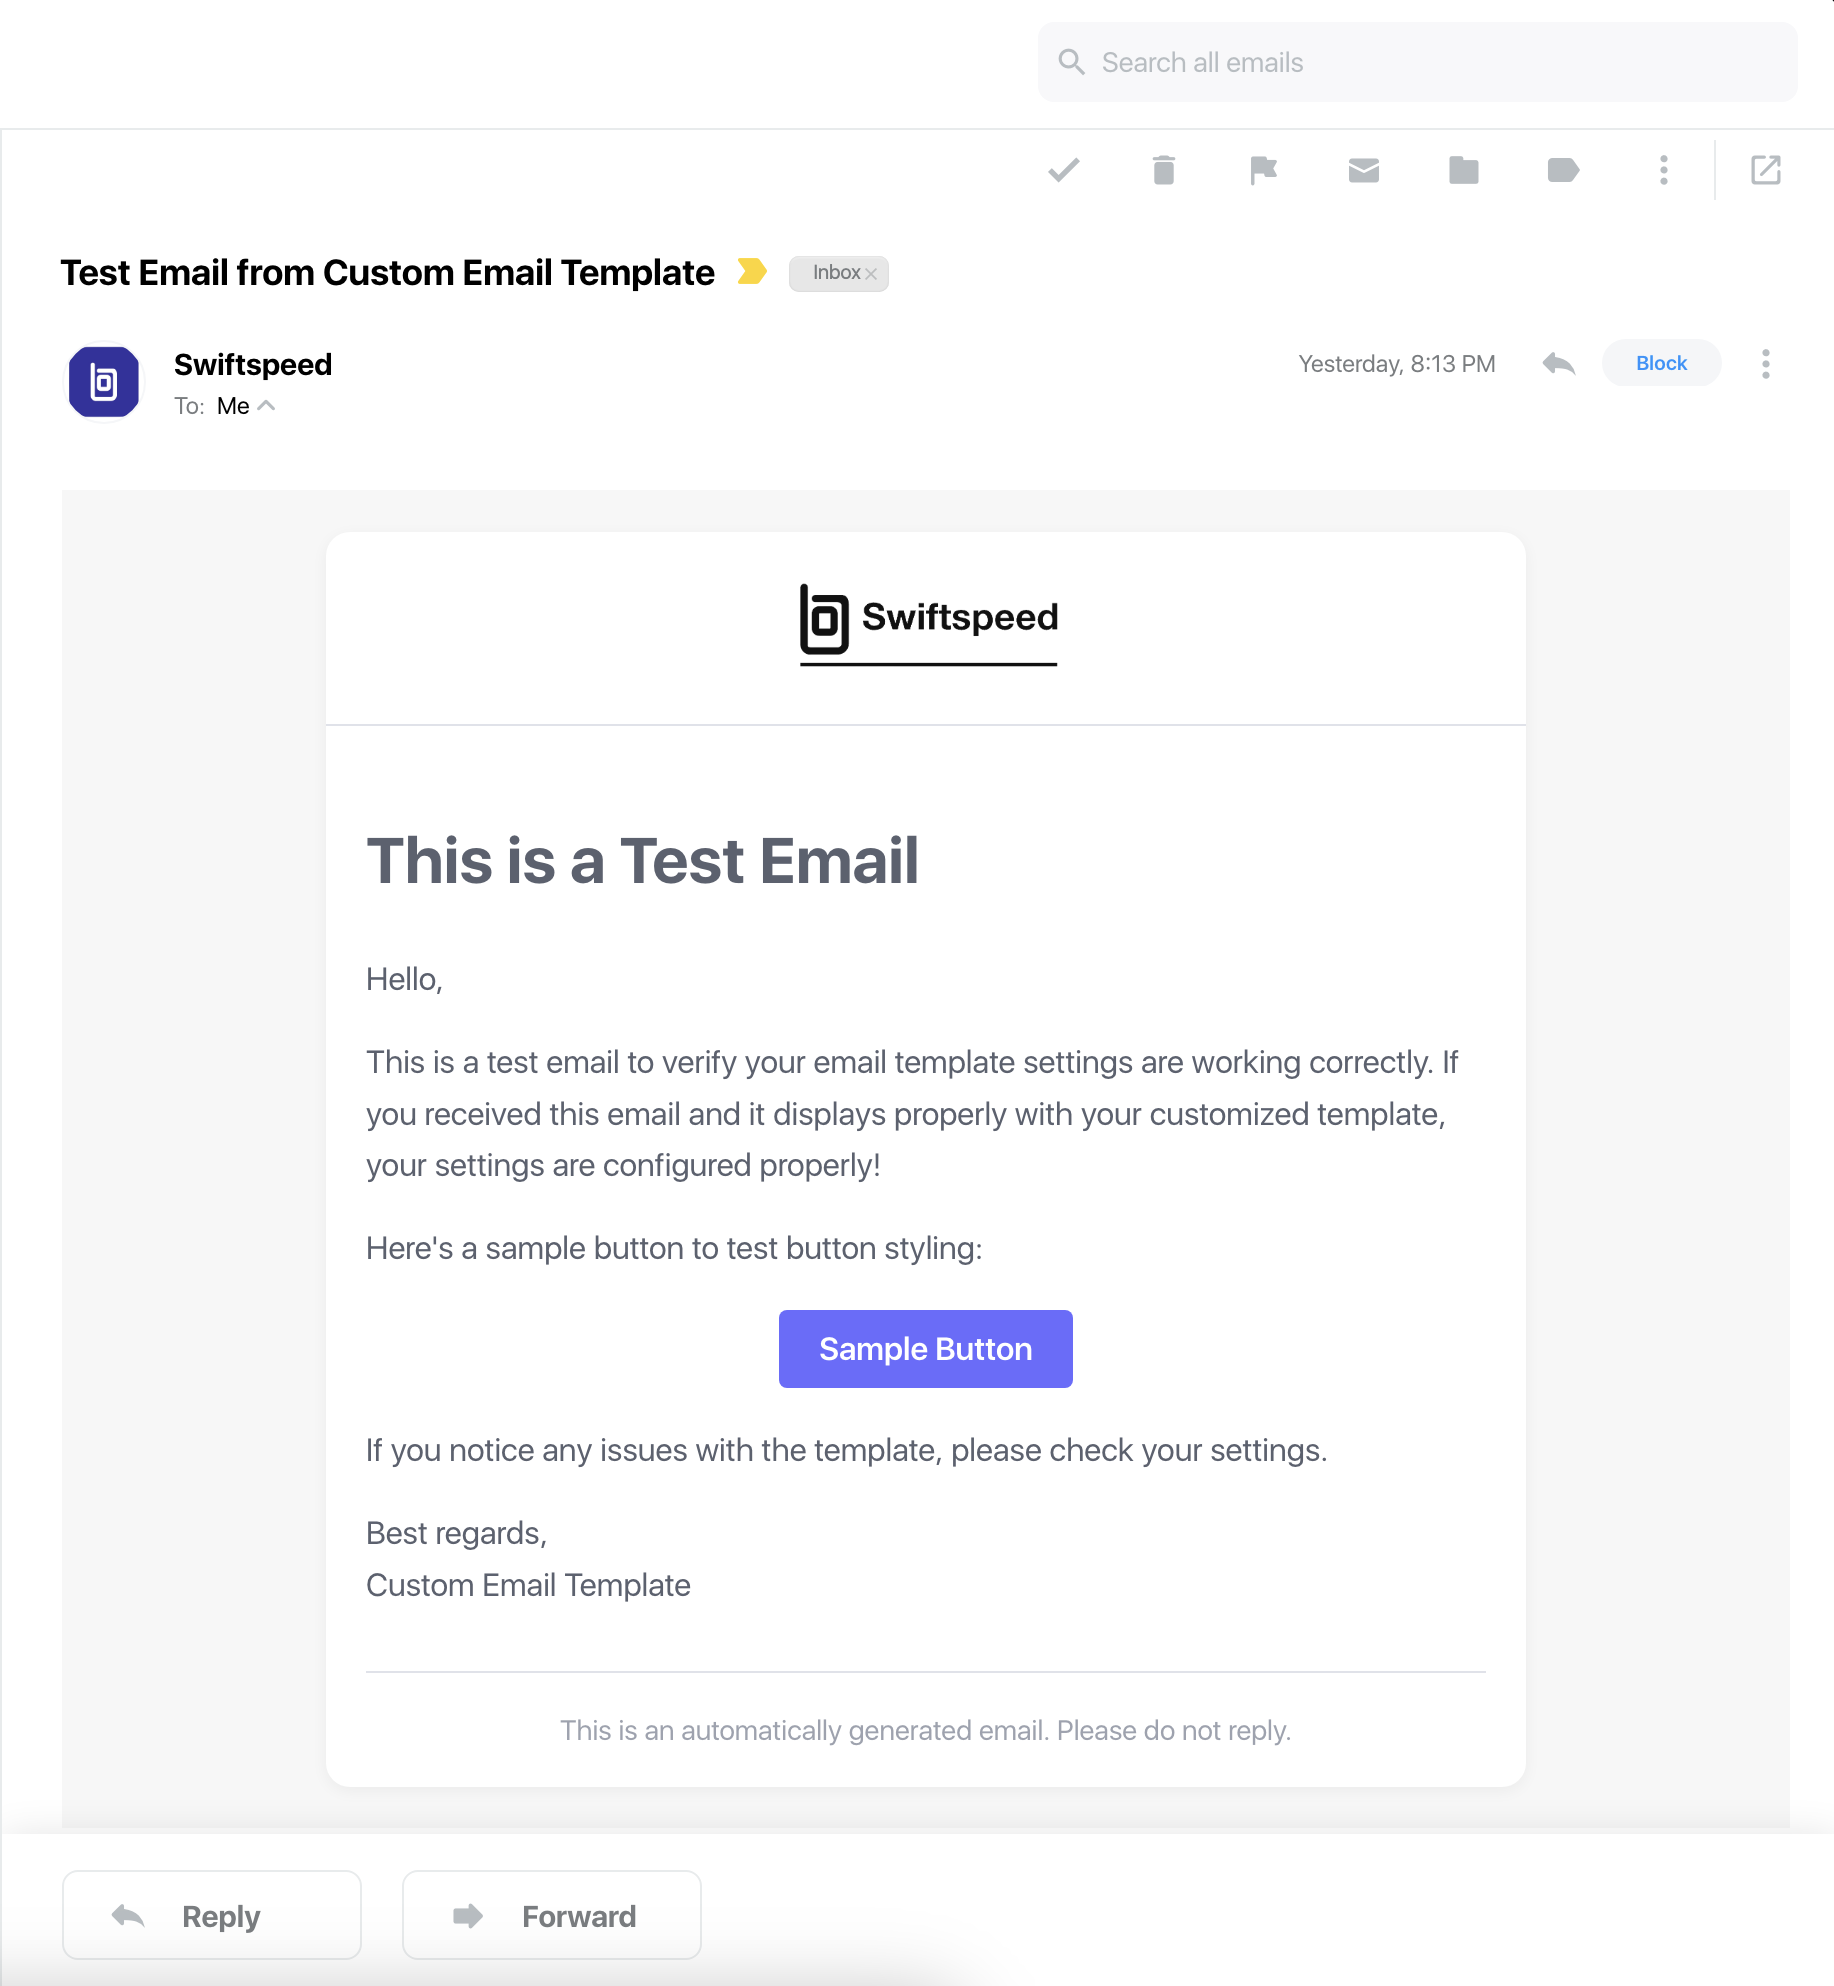 Search all emails
Test Email from Custom Email Template
Inbox
Swiftspeed
Yesterday, 8:13 PM
Block
To: Me
Swiftspeed
This is a Test Email
Hello,
This is a test email to verify your email template settings are working correctly. If
you received this email and it displays properly with your customized template,
your settings are configured properly!
Here's a sample button to test button styling:
Sample Button
If you notice any issues with the template, please check your settings.
Best regards,
Custom Email Template
This is an automatically generated email. Please do not reply.
Reply
Forward